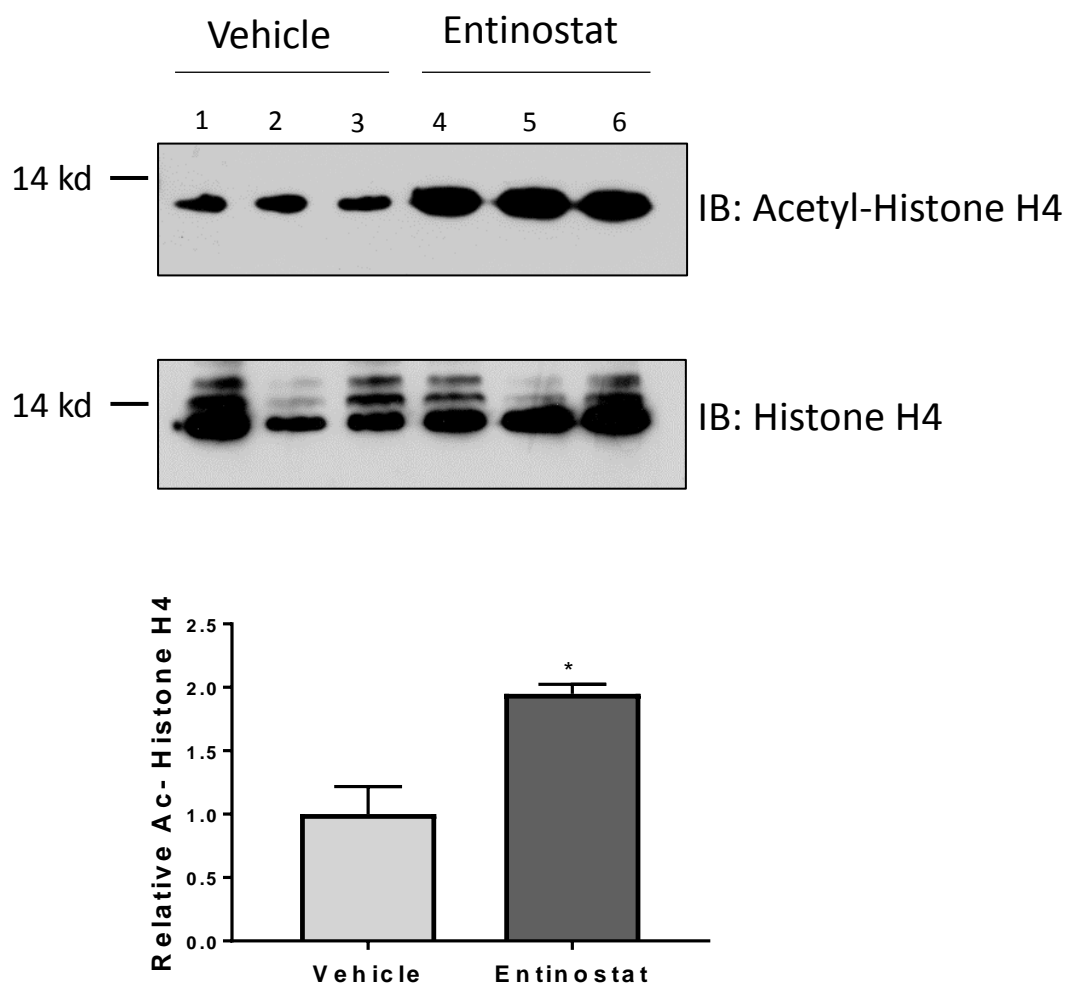 Vehicle Entinostat
1 2 3 4 5 6
14 kd
IB: Acetyl-Histone H4
14 kd
IB: Histone H4
Relative Ac- Histone H4
2.5
*
2.0
1.5
1.0
0.5
0.0
Vehicle Entinostat